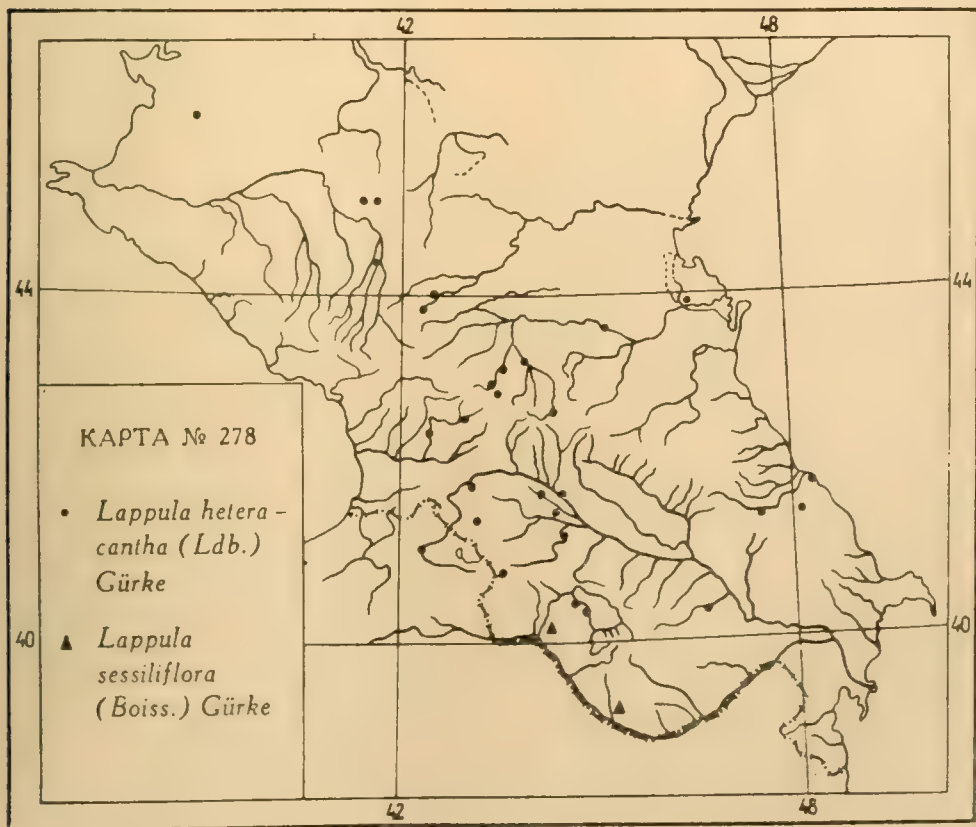 42 48
44 44
КАРТА № 278
• Lappula hetera-
cantha (Ldb.)
Gürke
40 40
▲ Lappula
sessiliflora
(Boiss.) Gürke
42 48